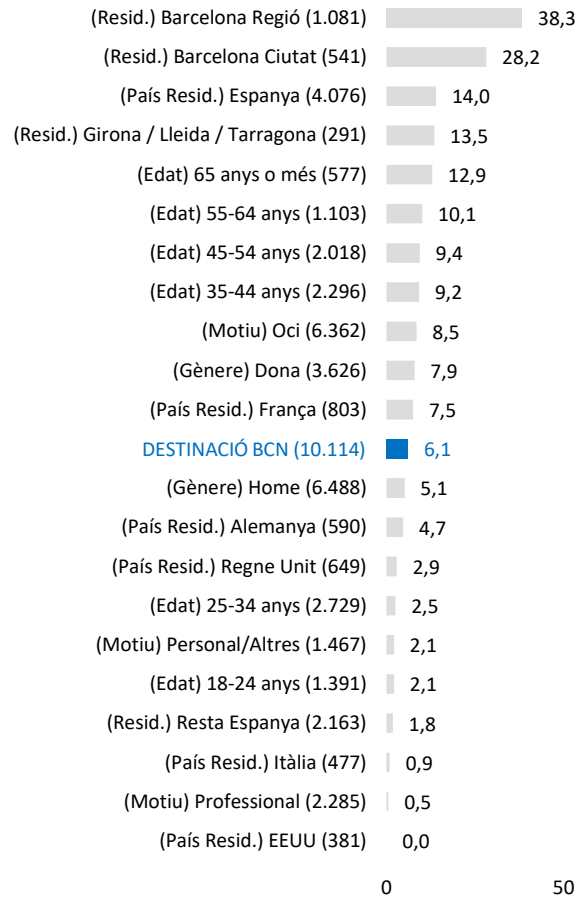 (Resid.) Barcelona Regió (1.081) 38,3
(Resid.) Barcelona Ciutat (541) 28,2
(País Resid.) Espanya (4.076) 14,0
(Resid.) Girona / Lleida / Tarragona (291) 13,5
(Edat) 65 anys o més (577) 12,9
(Edat) 55-64 anys (1.103) 10,1
(Edat) 45-54 anys (2.018) 9,4
(Edat) 35-44 anys (2.296) 9,2
(Motiu) Oci (6.362) 8,5
(Gènere) Dona (3.626) 7,9
(País Resid.) França (803) 7,5
DESTINACIÓ BCN (10.114) 6,1
(Gènere) Home (6.488) 5,1
(País Resid.) Alemanya (590) 4,7
(País Resid.) Regne Unit (649) 2,9
(Edat) 25-34 anys (2.729) 2,5
(Motiu) Personal/Altres (1.467) 2,1
(Edat) 18-24 anys (1.391) 2,1
(Resid.) Resta Espanya (2.163) 1,8
(País Resid.) Itàlia (477) 0,9
(Motiu) Professional (2.285) 0,5
(País Resid.) EEUU (381) 0,0
0 50